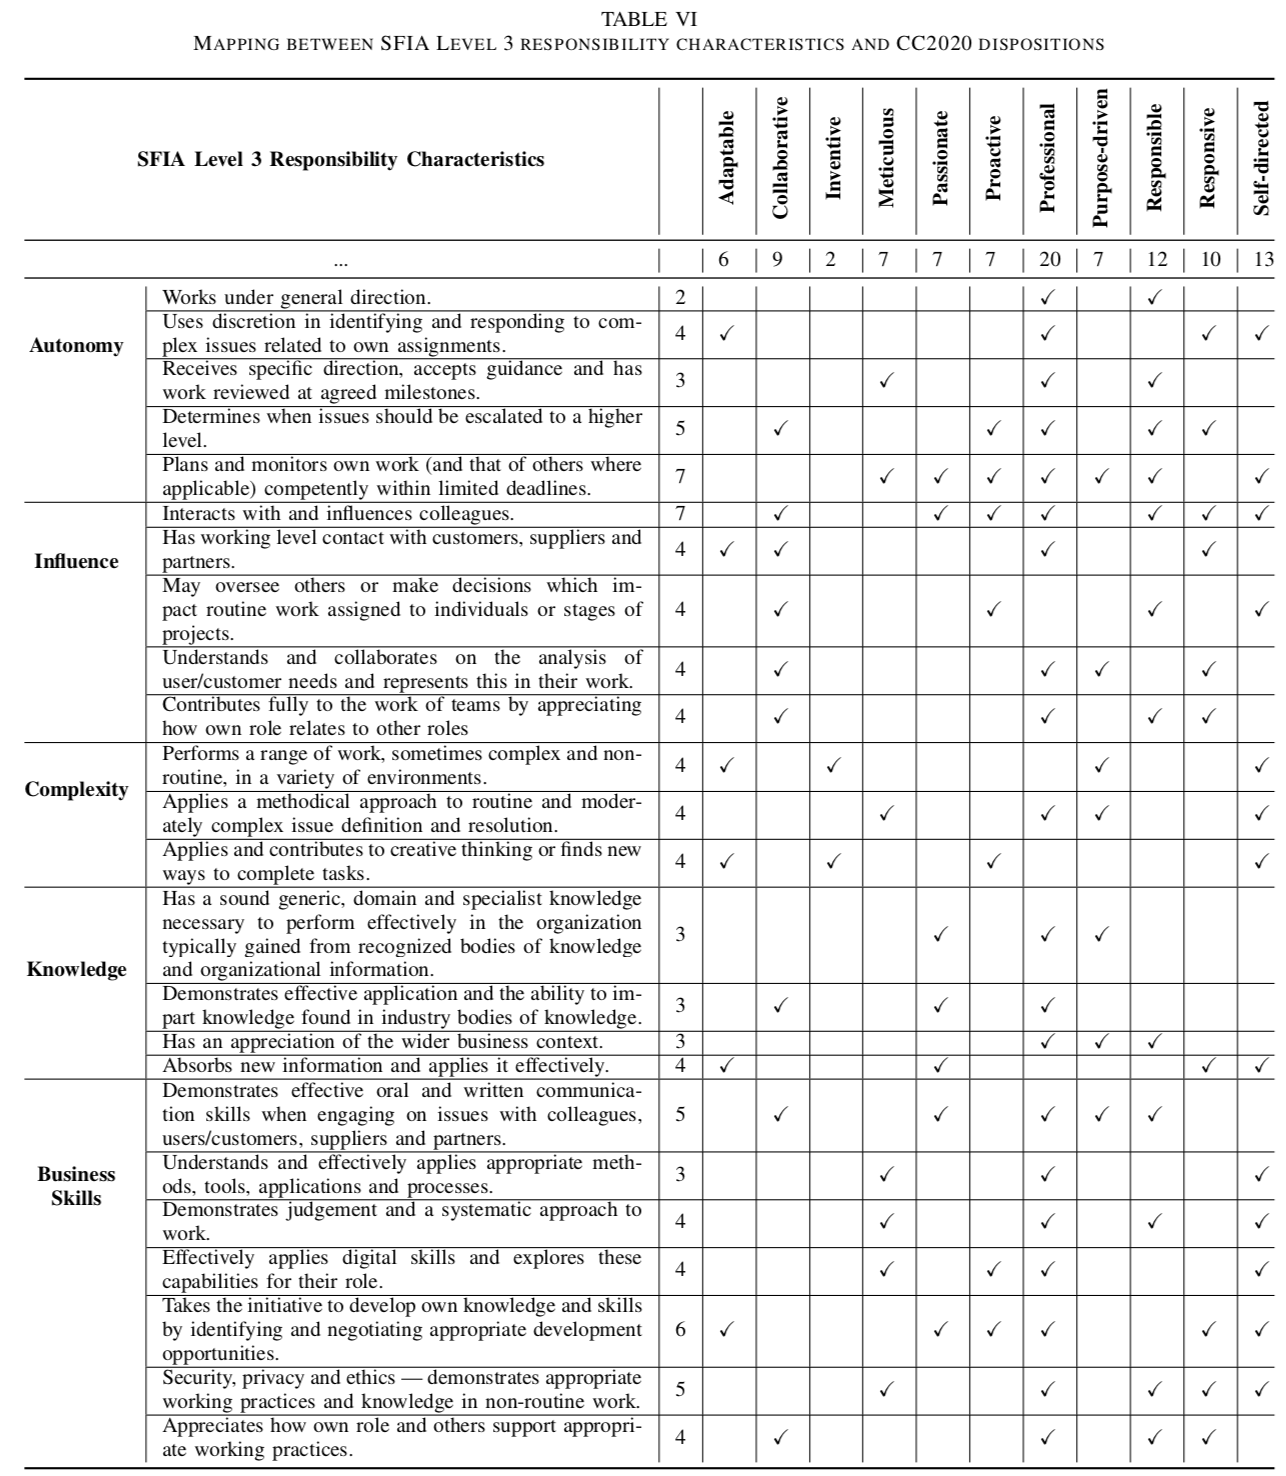 TABLE VI
MAPPING BETWEEN SFIA LEVEL 3 RESPONSIBILITY CHARACTERISTICS AND CC2020 DISPOSITIONS
SFIA Level 3 Responsibility Characteristics
Adaptable
Collaborative
Inventive
Meticulous
Passionate
Proactive
Professional
Purpose-driven
Responsible
Responsive
Self-directed
... 6 9 2 7 7 7 20 7 12 10 13
Autonomy
Works under general direction. 2 ✓ ✓
Uses discretion in identifying and responding to com-
plex issues related to own assignments. 4 ✓ ✓ ✓ ✓
Receives specific direction, accepts guidance and has
work reviewed at agreed milestones. 3 ✓ ✓ ✓
Determines when issues should be escalated to a higher
level. 5 ✓ ✓ ✓ ✓ ✓
Plans and monitors own work (and that of others where
applicable) competently within limited deadlines. 7 ✓ ✓ ✓ ✓ ✓ ✓ ✓
Influence
Interacts with and influences colleagues. 7 ✓ ✓ ✓ ✓ ✓ ✓ ✓
Has working level contact with customers, suppliers and
partners. 4 ✓ ✓ ✓ ✓
May oversee others or make decisions which im-
pact routine work assigned to individuals or stages of
projects. 4 ✓ ✓ ✓ ✓
Understands and collaborates on the analysis of
user/customer needs and represents this in their work. 4 ✓ ✓ ✓ ✓
Contributes fully to the work of teams by appreciating
how own role relates to other roles 4 ✓ ✓ ✓ ✓
Complexity
Performs a range of work, sometimes complex and non-
routine, in a variety of environments. 4 ✓ ✓ ✓ ✓
Applies a methodical approach to routine and moder-
ately complex issue definition and resolution. 4 ✓ ✓ ✓ ✓
Applies and contributes to creative thinking or finds new
ways to complete tasks. 4 ✓ ✓ ✓ ✓
Knowledge
Has a sound generic, domain and specialist knowledge
necessary to perform effectively in the organization
typically gained from recognized bodies of knowledge
and organizational information. 3 ✓ ✓ ✓
Demonstrates effective application and the ability to im-
part knowledge found in industry bodies of knowledge. 3 ✓ ✓ ✓
Has an appreciation of the wider business context. 3 ✓ ✓ ✓
Absorbs new information and applies it effectively. 4 ✓ ✓ ✓ ✓
Business
Skills
Demonstrates effective oral and written communica-
tion skills when engaging on issues with colleagues,
users/customers, suppliers and partners. 5 ✓ ✓ ✓ ✓ ✓
Understands and effectively applies appropriate meth-
ods, tools, applications and processes. 3 ✓ ✓ ✓
Demonstrates judgement and a systematic approach to
work. 4 ✓ ✓ ✓ ✓
Effectively applies digital skills and explores these
capabilities for their role. 4 ✓ ✓ ✓ ✓
Takes the initiative to develop own knowledge and skills
by identifying and negotiating appropriate development
opportunities. 6 ✓ ✓ ✓ ✓ ✓ ✓
Security, privacy and ethics — demonstrates appropriate
working practices and knowledge in non-routine work. 5 ✓ ✓ ✓ ✓ ✓
Appreciates how own role and others support appropri-
ate working practices. 4 ✓ ✓ ✓ ✓